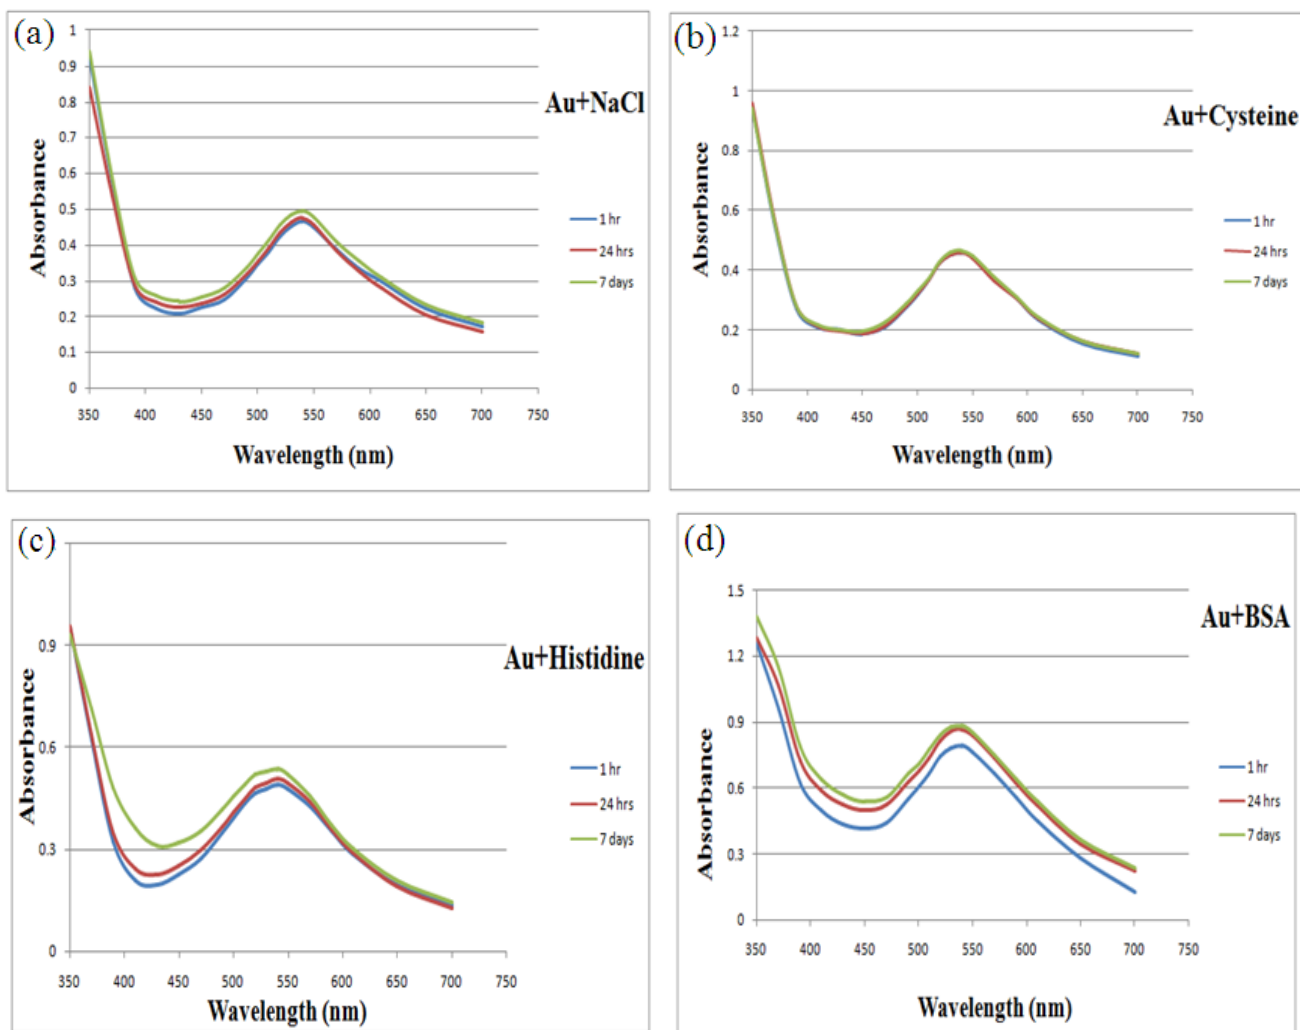 (a)
Au+NaCl
Absorbance
1
0.9
0.8
0.7
0.6
0.5
0.4
0.3
0.2
0.1
0
350 400 450 500 550 600 650 700 750
Wavelength (nm)
1 hr
24 hrs
7 days
(b)
Au+Cysteine
Absorbance
1.2
1
0.8
0.6
0.4
0.2
0
350 400 450 500 550 600 650 700 750
Wavelength (nm)
1 hr
24 hrs
7 days
(c)
Au+Histidine
Absorbance
0.9
0.6
0.3
0
350 400 450 500 550 600 650 700 750
Wavelength (nm)
1 hr
24 hrs
7 days
(d)
Au+BSA
Absorbance
1.5
1.2
0.9
0.6
0.3
0
350 400 450 500 550 600 650 700 750
Wavelength (nm)
1 hr
24 hrs
7 days